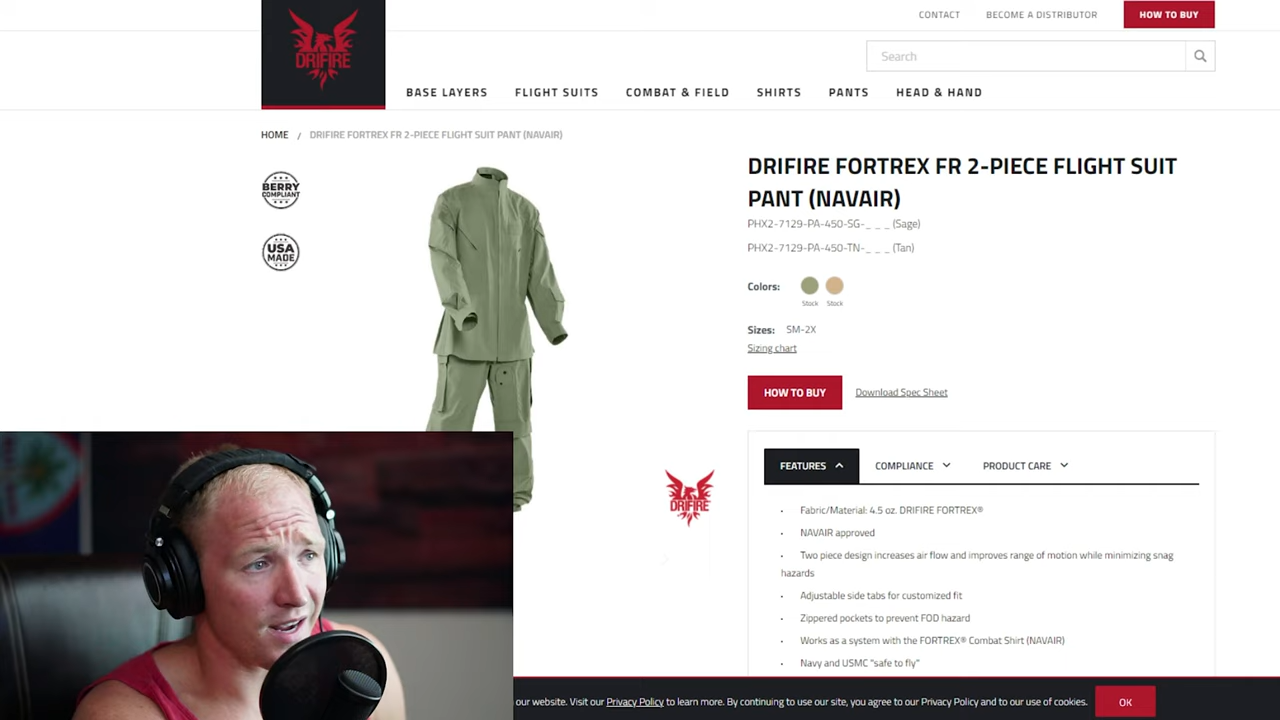 CONTACT
BECOME A DISTRIBUTOR
HOW TO BUY
DRIFIRE
Search
BASE LAYERS
FLIGHT SUITS
COMBAT & FIELD
SHIRTS
PANTS
HEAD & HAND
HOME / DRIFIRE FORTREX FR 2-PIECE FLIGHT SUIT PANT (NAVAIR)
BERRY
COMPLIANT
USA
MADE
DRIFIRE FORTREX FR 2-PIECE FLIGHT SUIT
PANT (NAVAIR)
PHX2-7129-PA-450-SG-_ _ _ (Sage)
PHX2-7129-PA-450-TN-_ _ _ (Tan)
Colors:
Stock
Stock
Sizes: SM-2X
Sizing chart
HOW TO BUY
Download Spec Sheet
DRIFIRE
FEATURES
COMPLIANCE
PRODUCT CARE
· Fabric/Material: 4.5 oz. DRIFIRE FORTREX®
· NAVAIR approved
· Two piece design increases air flow and improves range of motion while minimizing snag
hazards
· Adjustable side tabs for customized fit
· Zippered pockets to prevent FOD hazard
· Works as a system with the FORTREX® Combat Shirt (NAVAIR)
· Navy and USMC "safe to fly"
our website. Visit our Privacy Policy to learn more. By continuing to use our site, you agree to our Privacy Policy and to our use of cookies.
OK